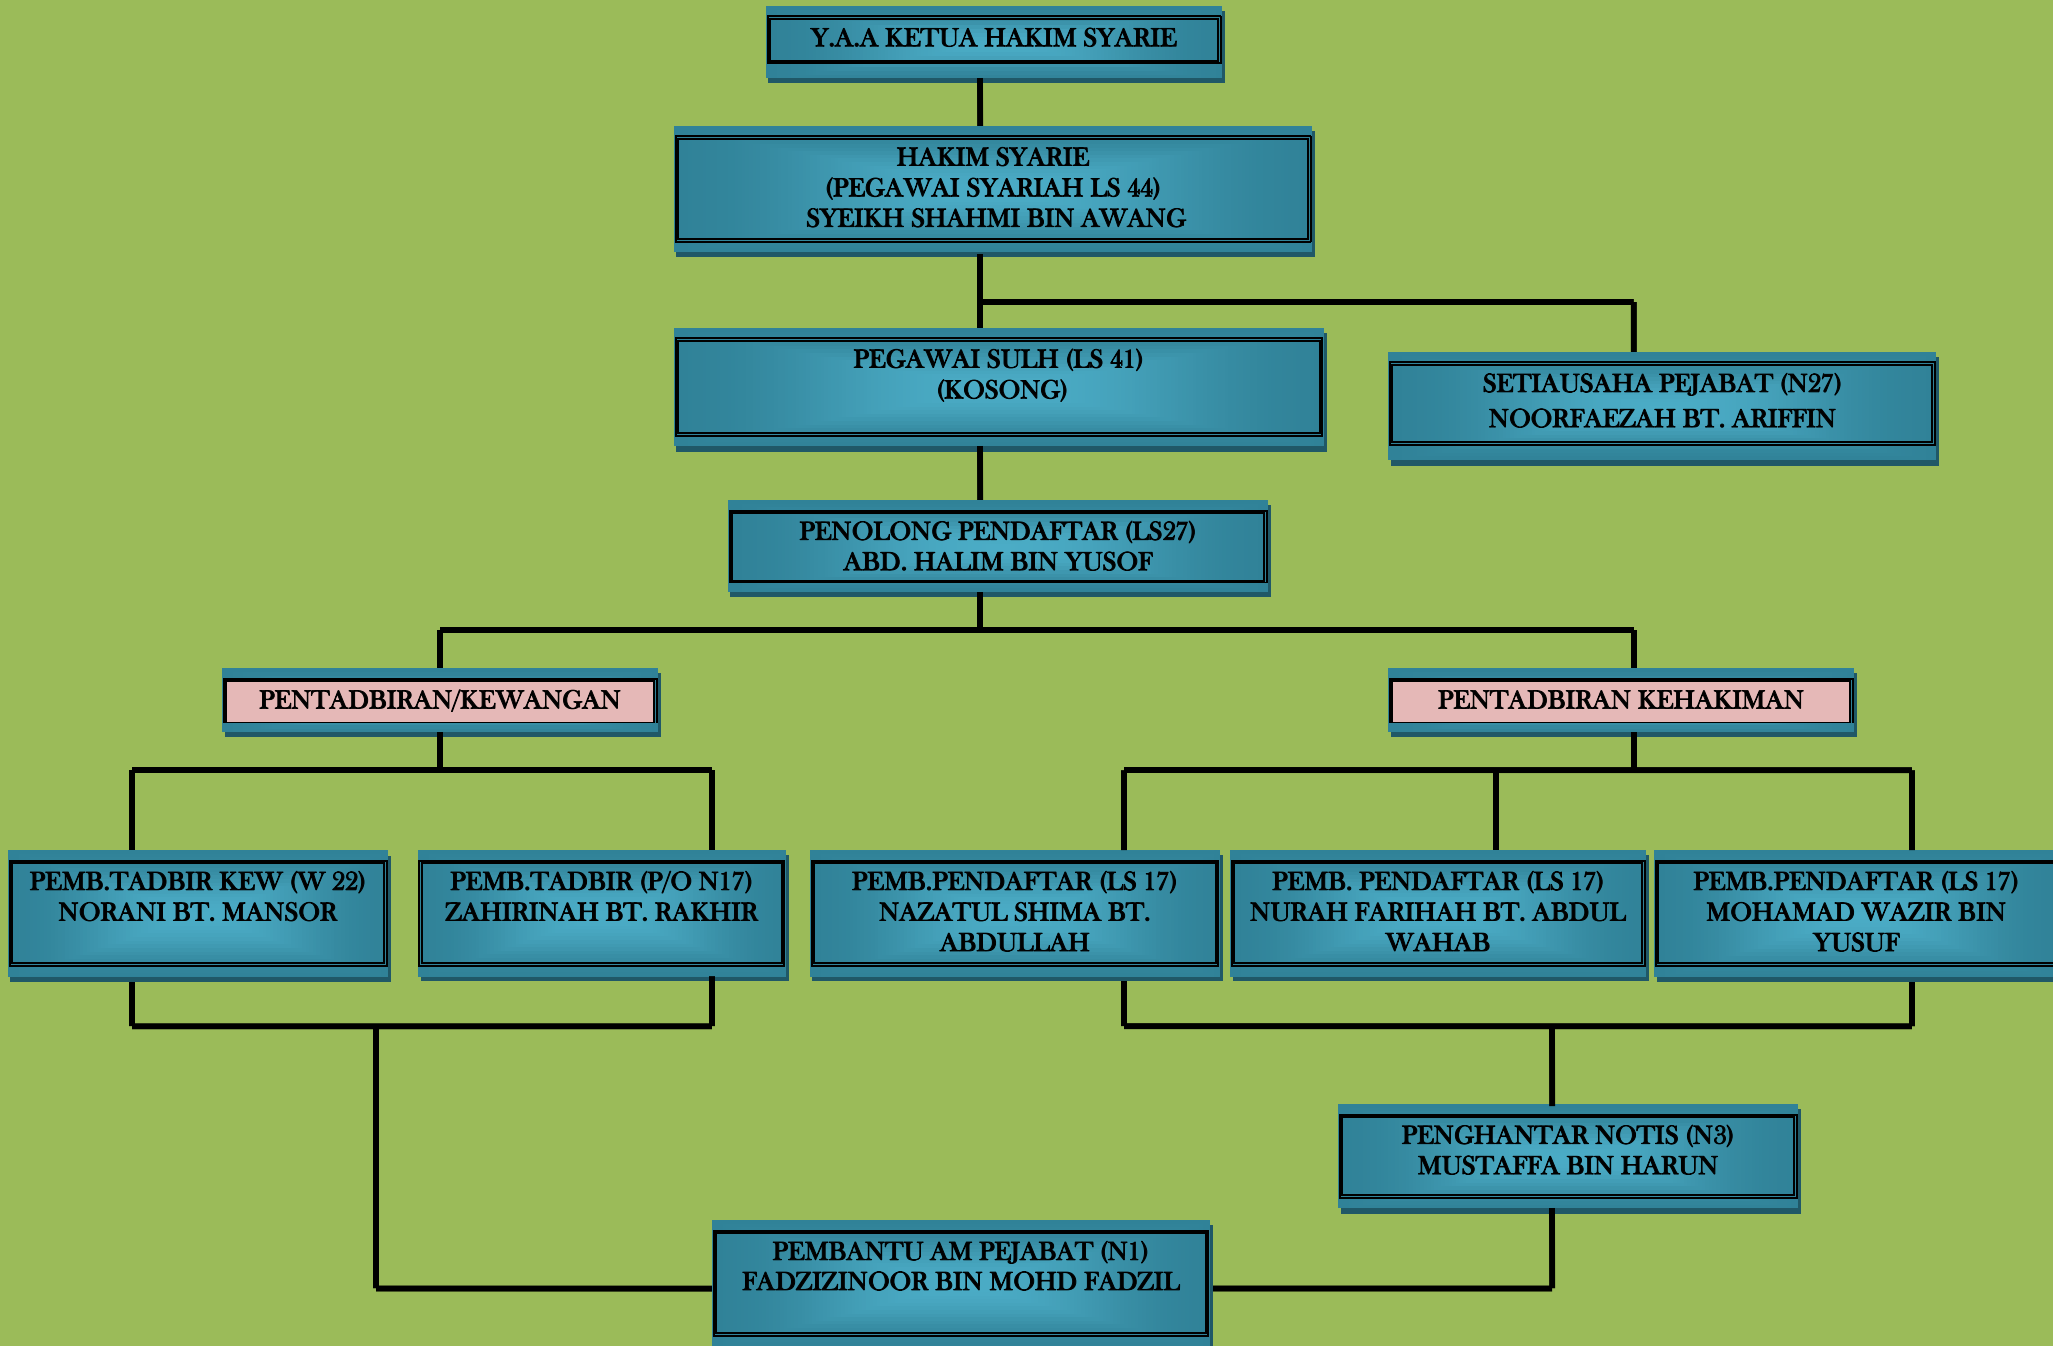 Y.A.A KETUA HAKIM SYARIE
HAKIM SYARIE
(PEGAWAI SYARIAH LS 44)
SYEIKH SHAHMI BIN AWANG
PEGAWAI SULH (LS 41)
(KOSONG)
SETIAUSAHA PEJABAT (N27)
NOORFAEZAH BT. ARIFFIN
PENOLONG PENDAFTAR (LS27)
ABD. HALIM BIN YUSOF
PENTADBIRAN/KEWANGAN
PENTADBIRAN KEHAKIMAN
PEMB.TADBIR KEW (W 22)
NORANI BT. MANSOR
PEMB.TADBIR (P/O N17)
ZAHIRINAH BT. RAKHIR
PEMB.PENDAFTAR (LS 17)
NAZATUL SHIMA BT.
ABDULLAH
PEMB. PENDAFTAR (LS 17)
NURAH FARIHAH BT. ABDUL
WAHAB
PEMB.PENDAFTAR (LS 17)
MOHAMAD WAZIR BIN
YUSUF
PENGHANTAR NOTIS (N3)
MUSTAFFA BIN HARUN
PEMBANTU AM PEJABAT (N1)
FADZIZINOOR BIN MOHD FADZIL